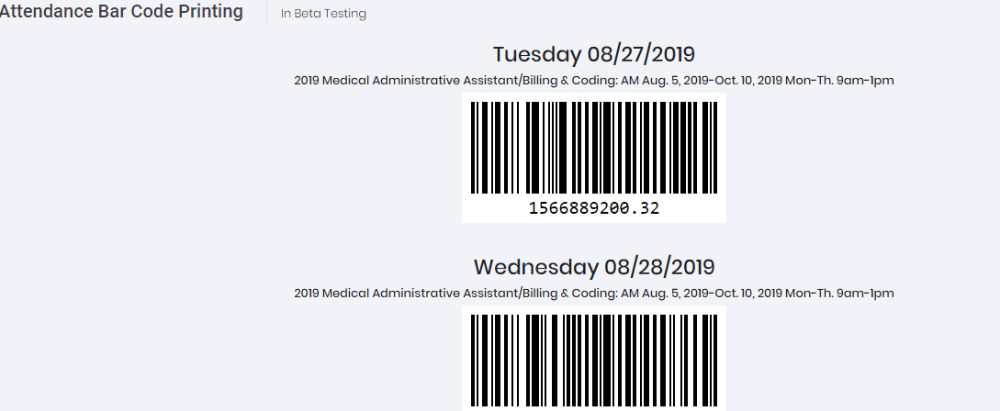 Attendance Bar Code Printing
In Beta Testing
Tuesday 08/27/2019
2019 Medical Administrative Assistant/Billing & Coding: AM Aug. 5, 2019-Oct. 10, 2019 Mon-Th. 9am-1pm
1566889200.32
Wednesday 08/28/2019
2019 Medical Administrative Assistant/Billing & Coding: AM Aug. 5, 2019-Oct. 10, 2019 Mon-Th. 9am-1pm